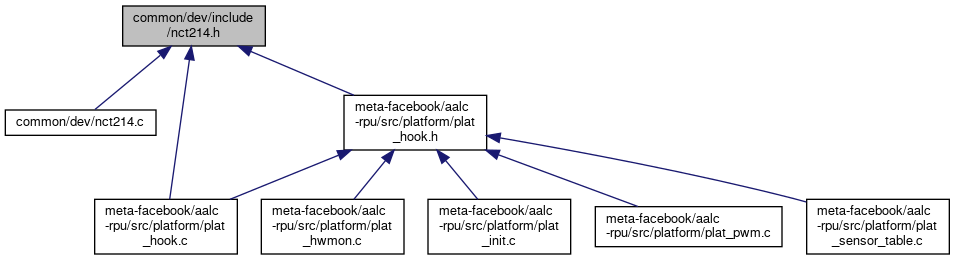 common/dev/include
/nct214.h
common/dev/nct214.c
meta-facebook/aalc
-rpu/src/platform/plat
_hook.h
meta-facebook/aalc
-rpu/src/platform/plat
_hook.c
meta-facebook/aalc
-rpu/src/platform/plat
_hwmon.c
meta-facebook/aalc
-rpu/src/platform/plat
_init.c
meta-facebook/aalc
-rpu/src/platform/plat_pwm.c
meta-facebook/aalc
-rpu/src/platform/plat
_sensor_table.c